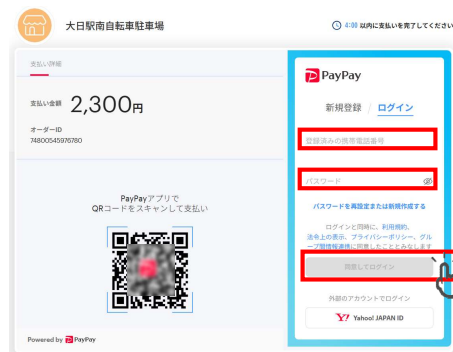 大日駅南自転車駐車場
4:00 以内に支払いを完了してください
支払い詳細
支払い金額 2,300円
オーダーID
74800545976780
PayPayアプリで
QRコードをスキャンして支払い
Powered by PayPay
PayPay
新規登録 / ログイン
登録済みの携帯電話番号
パスワード
パスワードを再設定または新規作成する
ログインと同時に、利用規約、
法令上の表示、プライバシーポリシー、グル
ープ間情報連携に同意したこととみなします
同意してログイン
外部のアカウントでログイン
Y! Yahoo! JAPAN ID